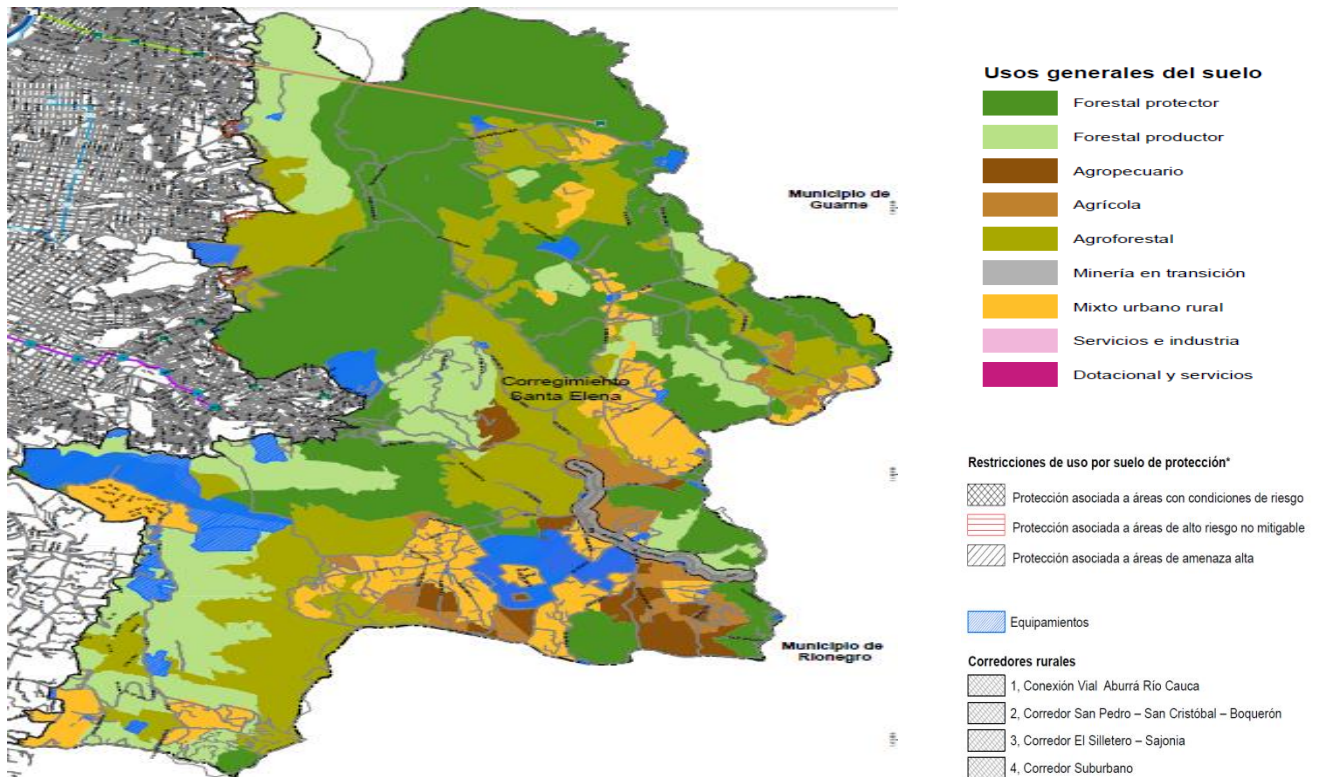 Municipio de
Guarne
Corregimiento
Santa Elena
Municipio de
Rionegro
Usos generales del suelo
Forestal protector
Forestal productor
Agropecuario
Agrícola
Agroforestal
Minería en transición
Mixto urbano rural
Servicios e industria
Dotacional y servicios
Restricciones de uso por suelo de protección*
Protección asociada a áreas con condiciones de riesgo
Protección asociada a áreas de alto riesgo no mitigable
Protección asociada a áreas de amenaza alta
Equipamientos
Corredores rurales
1, Conexión Vial Aburrá Río Cauca
2, Corredor San Pedro – San Cristóbal – Boquerón
3, Corredor El Silletero – Sajonia
4, Corredor Suburbano